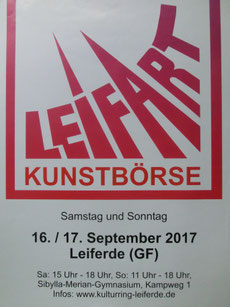 LEIFART
KUNSTBÖRSE
Samstag und Sonntag
16. / 17. September 2017
Leiferde (GF)
Sa: 15 Uhr - 18 Uhr, So: 11 Uhr - 18 Uhr,
Sibylla-Merian-Gymnasium, Kampweg 1
Infos: www.kulturring-leiferde.de